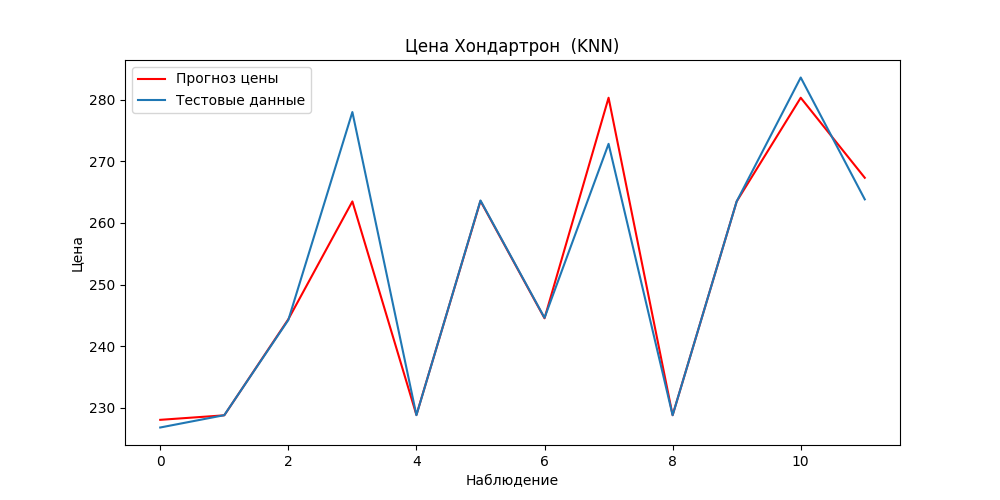 Цена Хондартрон  (KNN)
Прогноз цены
Тестовые данные
Цена
280
270
260
250
240
230
0 2 4 6 8 10
Наблюдение